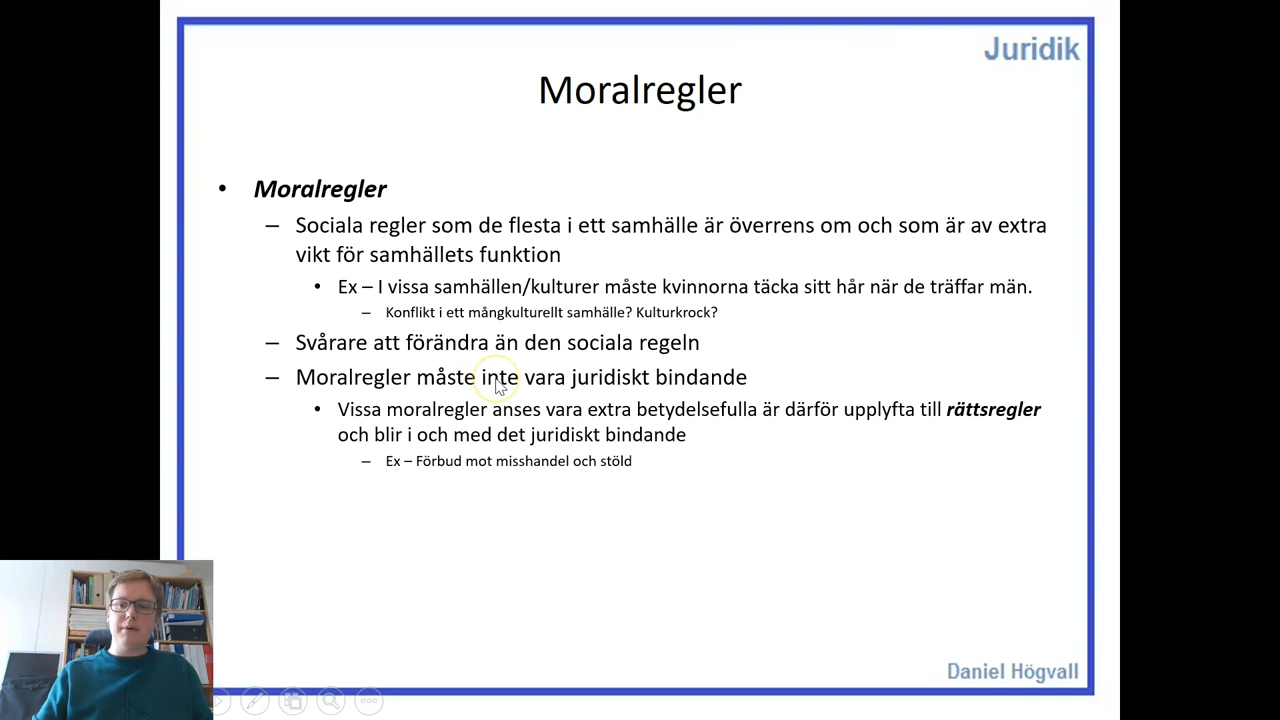 Juridik
Moralregler
• Moralregler
– Sociala regler som de flesta i ett samhälle är överrens om och som är av extra
vikt för samhällets funktion
• Ex – I vissa samhällen/kulturer måste kvinnorna täcka sitt hår när de träffar män.
– Konflikt i ett mångkulturellt samhälle? Kulturkrock?
– Svårare att förändra än den sociala regeln
– Moralregler måste inte vara juridiskt bindande
• Vissa moralregler anses vara extra betydelsefulla är därför upplyfta till rättsregler
och blir i och med det juridiskt bindande
– Ex – Förbud mot misshandel och stöld
Daniel Högvall